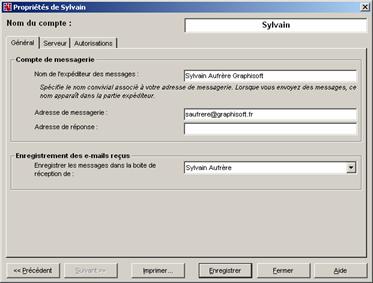 Propriétés de Sylvain
Nom du compte :
Sylvain
Général
Serveur
Autorisations
Compte de messagerie
Nom de l'expéditeur des messages :
Sylvain Aufrère Graphisoft
Spécifie le nom convivial associé à votre adresse de messagerie. Lorsque vous envoyez des messages, ce
nom apparaît dans la partie expéditeur.
Adresse de messagerie :
saufrere@graphisoft.fr
Adresse de réponse :
Enregistrement des e-mails reçus
Enregistrer les messages dans la boite de
réception de :
Sylvain Aufrère
<< Précédent
Suivant >>
Imprimer...
Enregistrer
Fermer
Aide